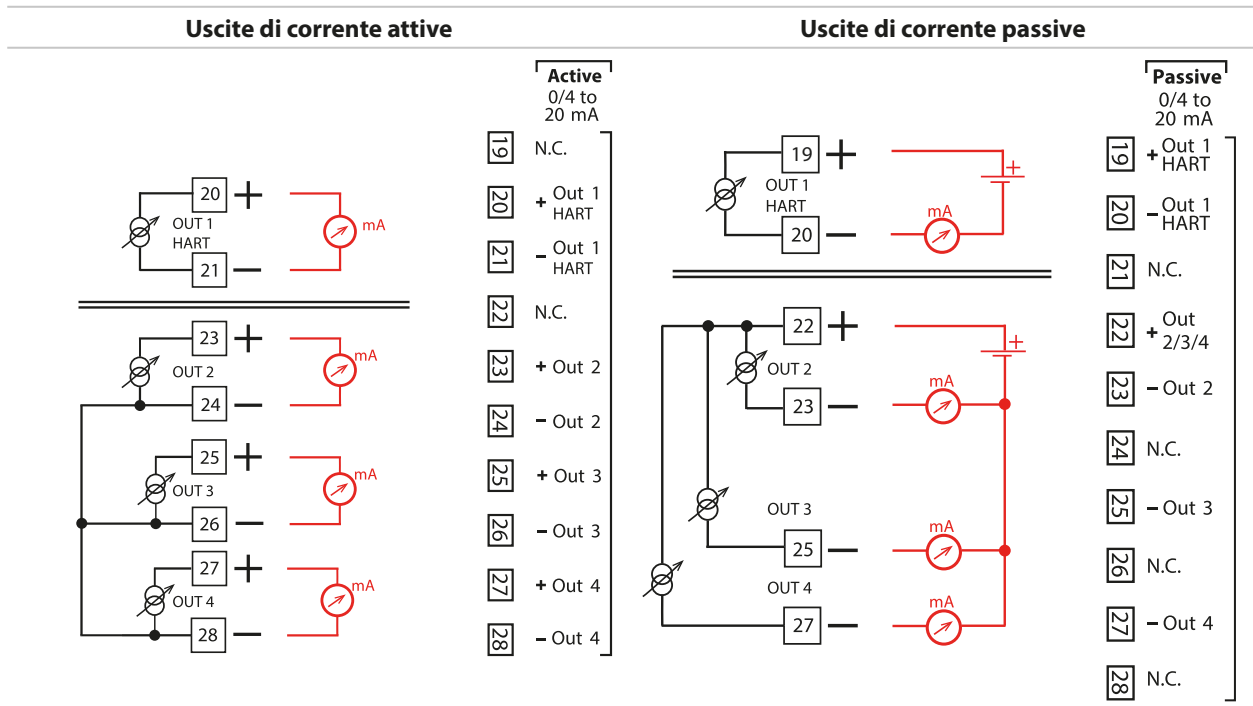 Uscite di corrente attive
20 +
OUT 1
HART
21 −
mA
23 +
OUT 2
24 −
mA
25 +
OUT 3
26 −
mA
27 +
OUT 4
28 −
mA
Active
0/4 to
20 mA
19 N.C.
20 + Out 1
HART
21 − Out 1
HART
22 N.C.
23 + Out 2
24 − Out 2
25 + Out 3
26 − Out 3
27 + Out 4
28 − Out 4
Uscite di corrente passive
19 +
OUT 1
HART
20 −
+
mA
22 +
OUT 2
23 −
+
mA
OUT 3
25 −
mA
OUT 4
27 −
mA
Passive
0/4 to
20 mA
19 + Out 1
HART
20 − Out 1
HART
21 N.C.
22 + Out
2/3/4
23 − Out 2
24 N.C.
25 − Out 3
26 N.C.
27 − Out 4
28 N.C.